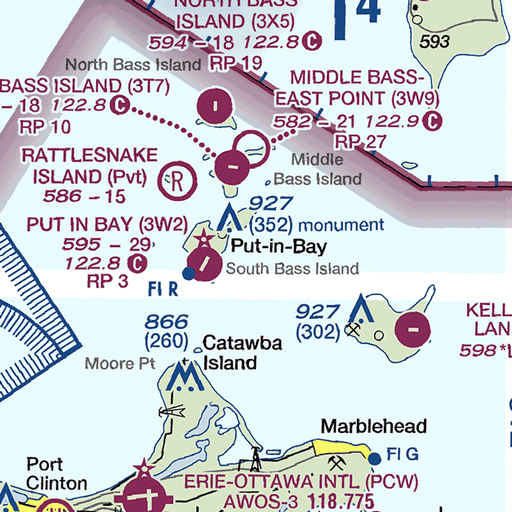 NORTH BASS
ISLAND (3X5)
594 - 18 122.8 C
RP 19
4
593
North Bass Island
BASS ISLAND (3T7)
- 18 122.8 C
RP 10
MIDDLE BASS-
EAST POINT (3W9)
582 - 21 122.9 C
RP 27
Middle
Bass Island
RATTLESNAKE
ISLAND (Pvt)
586 - 15
R
927
(352) monument
PUT IN BAY (3W2)
595 - 29
122.8 C
RP 3
Put-in-Bay
South Bass Island
Fl R
927
(302)
KELL
LAN
598 *L
866
(260)
Catawba
Island
Moore Pt
Marblehead
Fl G
Port
Clinton
ERIE-OTTAWA INTL (PCW)
AWOS-3 118.775